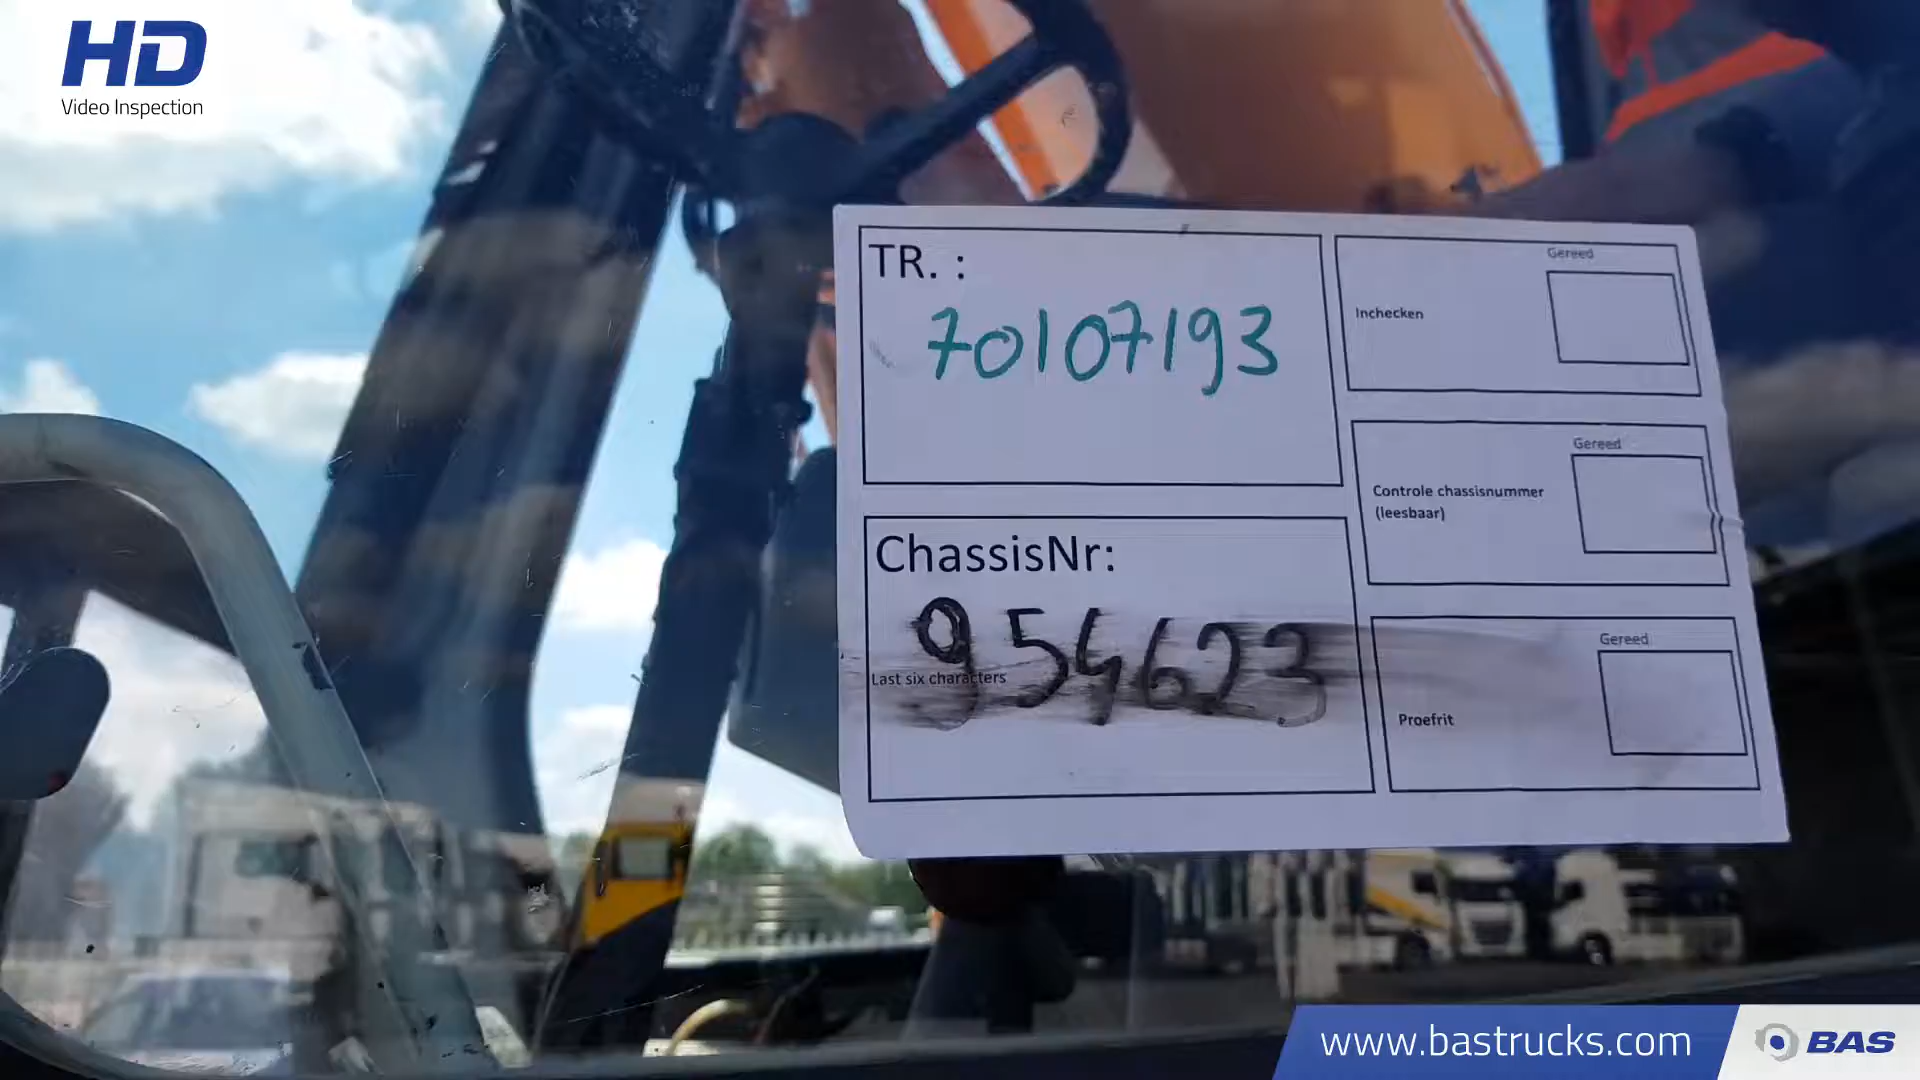 HD
Video Inspection
TR. :
70107193
ChassisNr:
954623
Last six characters
Gereed
Inchecken
Gereed
Controle chassisnummer
(leesbaar)
Gereed
Proefrit
www.bastrucks.com
BAS